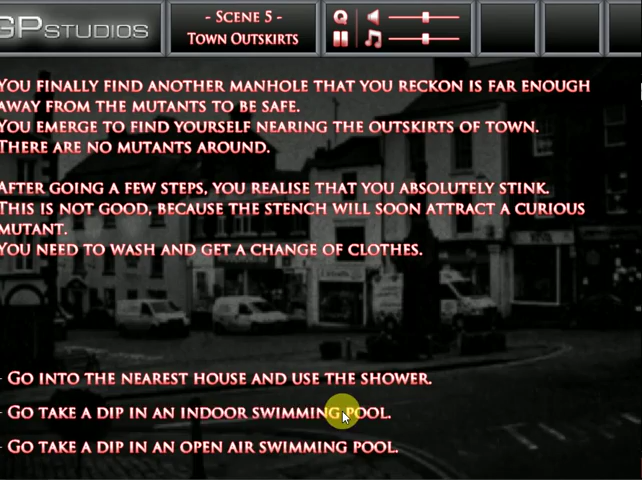 GPSTUDIOS
- SCENE 5 -
TOWN OUTSKIRTS
Q
YOU FINALLY FIND ANOTHER MANHOLE THAT YOU RECKON IS FAR ENOUGH
AWAY FROM THE MUTANTS TO BE SAFE.
YOU EMERGE TO FIND YOURSELF NEARING THE OUTSKIRTS OF TOWN.
THERE ARE NO MUTANTS AROUND.
AFTER GOING A FEW STEPS, YOU REALISE THAT YOU ABSOLUTELY STINK.
THIS IS NOT GOOD, BECAUSE THE STENCH WILL SOON ATTRACT A CURIOUS
MUTANT.
YOU NEED TO WASH AND GET A CHANGE OF CLOTHES.
- GO INTO THE NEAREST HOUSE AND USE THE SHOWER.
- GO TAKE A DIP IN AN INDOOR SWIMMING POOL.
- GO TAKE A DIP IN AN OPEN AIR SWIMMING POOL.